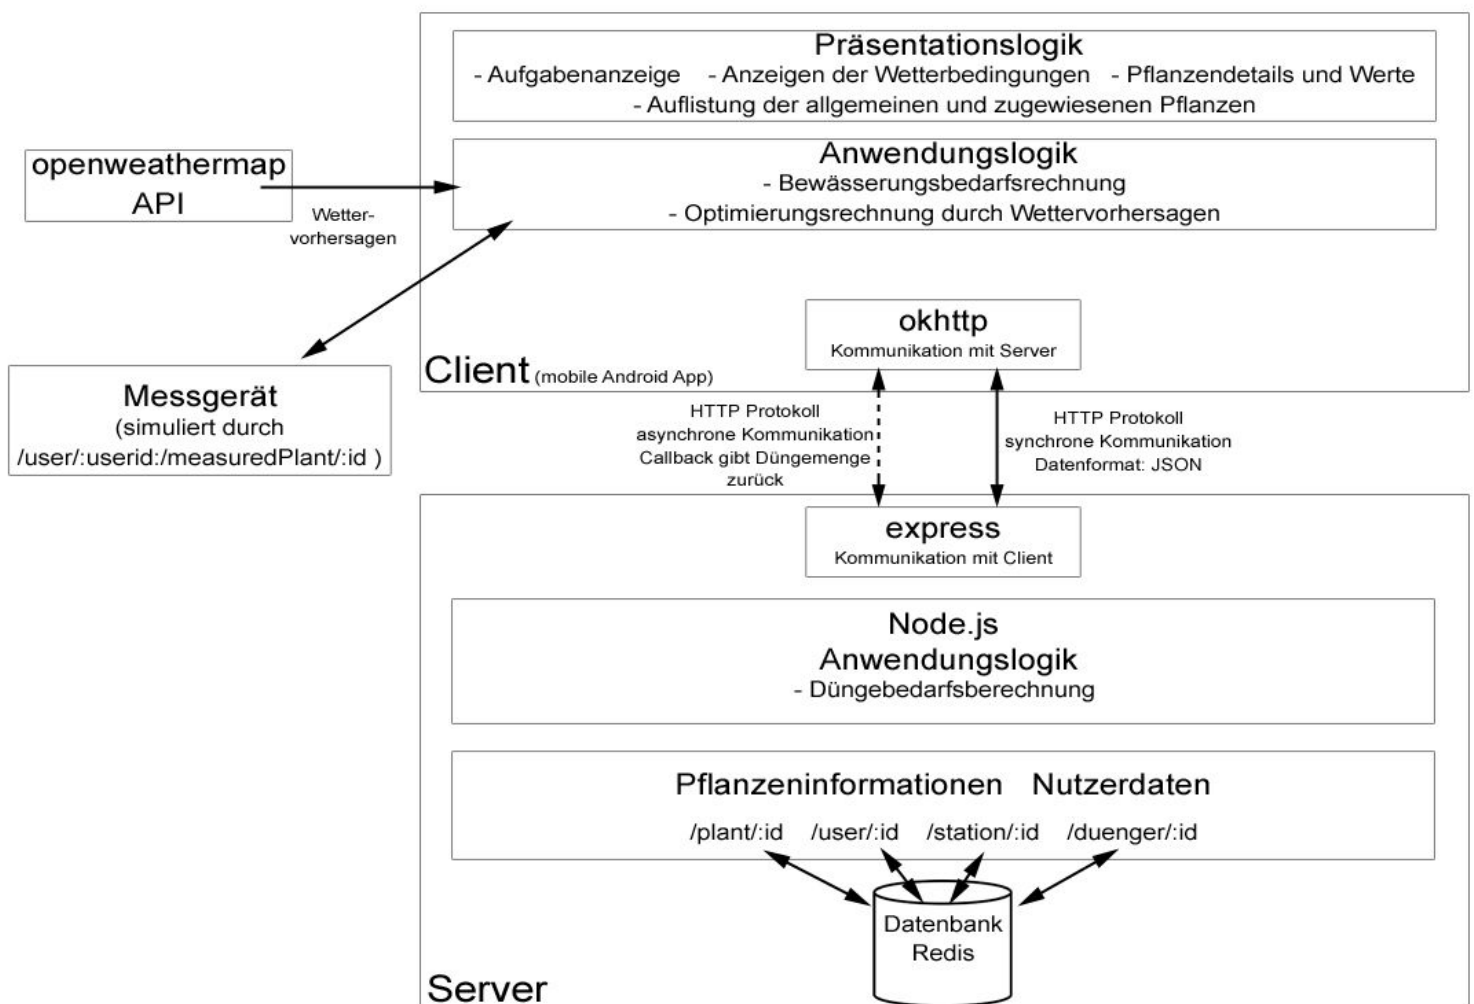 Präsentationslogik
- Aufgabenanzeige - Anzeigen der Wetterbedingungen - Pflanzendetails und Werte
- Auflistung der allgemeinen und zugewiesenen Pflanzen
openweathermap
API
Wetter-
vorhersagen
Anwendungslogik
- Bewässerungsbedarfsrechnung
- Optimierungsrechnung durch Wettervorhersagen
okhttp
Kommunikation mit Server
Client (mobile Android App)
Messgerät
(simuliert durch
/user/:userid:/measuredPlant/:id )
HTTP Protokoll
asynchrone Kommunikation
Callback gibt Düngemenge
zurück
HTTP Protokoll
synchrone Kommunikation
Datenformat: JSON
express
Kommunikation mit Client
Node.js
Anwendungslogik
- Düngebedarfsberechnung
Pflanzeninformationen Nutzerdaten
/plant/:id /user/:id /station/:id /duenger/:id
Datenbank
Redis
Server